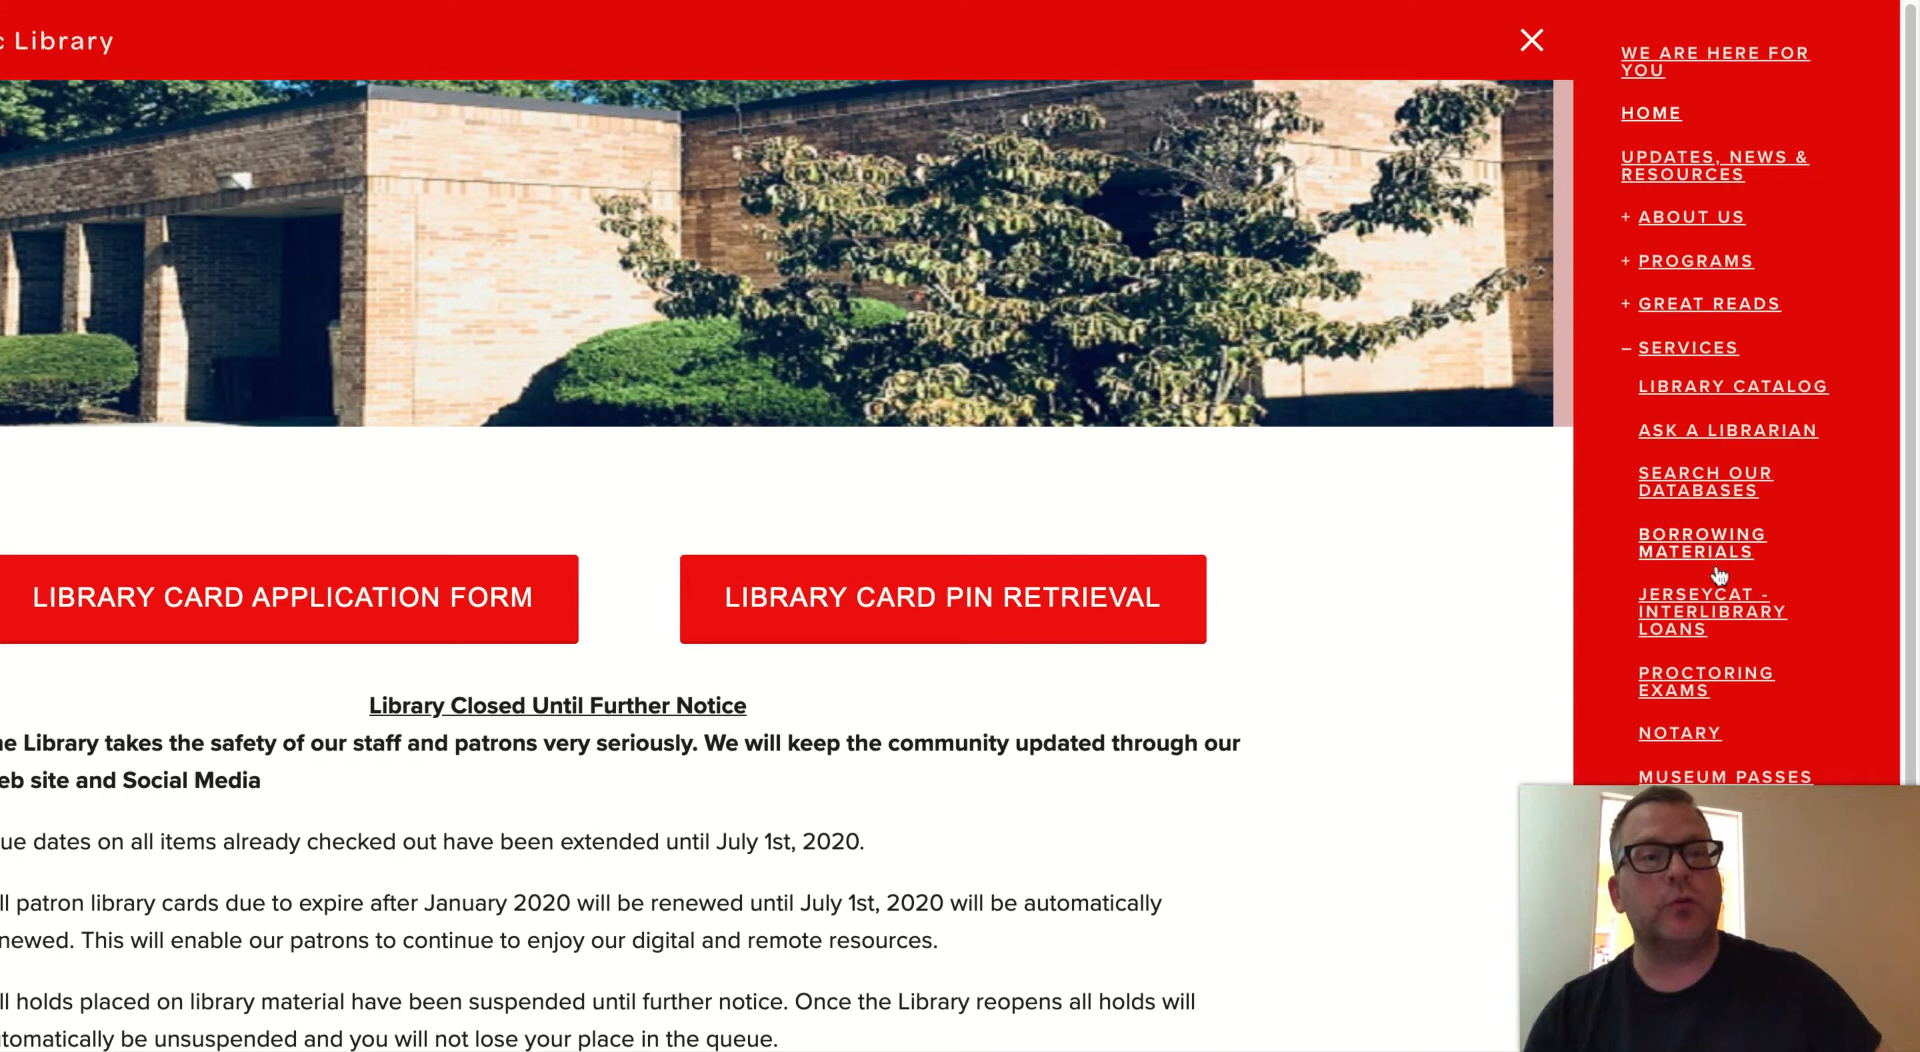 Library
WE ARE HERE FOR
YOU
HOME
UPDATES, NEWS &
RESOURCES
+ ABOUT US
+ PROGRAMS
+ GREAT READS
– SERVICES
LIBRARY CATALOG
ASK A LIBRARIAN
SEARCH OUR
DATABASES
BORROWING
MATERIALS
JERSEYCAT -
INTERLIBRARY
LOANS
PROCTORING
EXAMS
NOTARY
MUSEUM PASSES
LIBRARY CARD APPLICATION FORM
LIBRARY CARD PIN RETRIEVAL
Library Closed Until Further Notice
Library takes the safety of our staff and patrons very seriously. We will keep the community updated through our
site and Social Media
dates on all items already checked out have been extended until July 1st, 2020.
patron library cards due to expire after January 2020 will be renewed until July 1st, 2020 will be automatically
newed. This will enable our patrons to continue to enjoy our digital and remote resources.
holds placed on library material have been suspended until further notice. Once the Library reopens all holds will
tomatically be unsuspended and you will not lose your place in the queue.